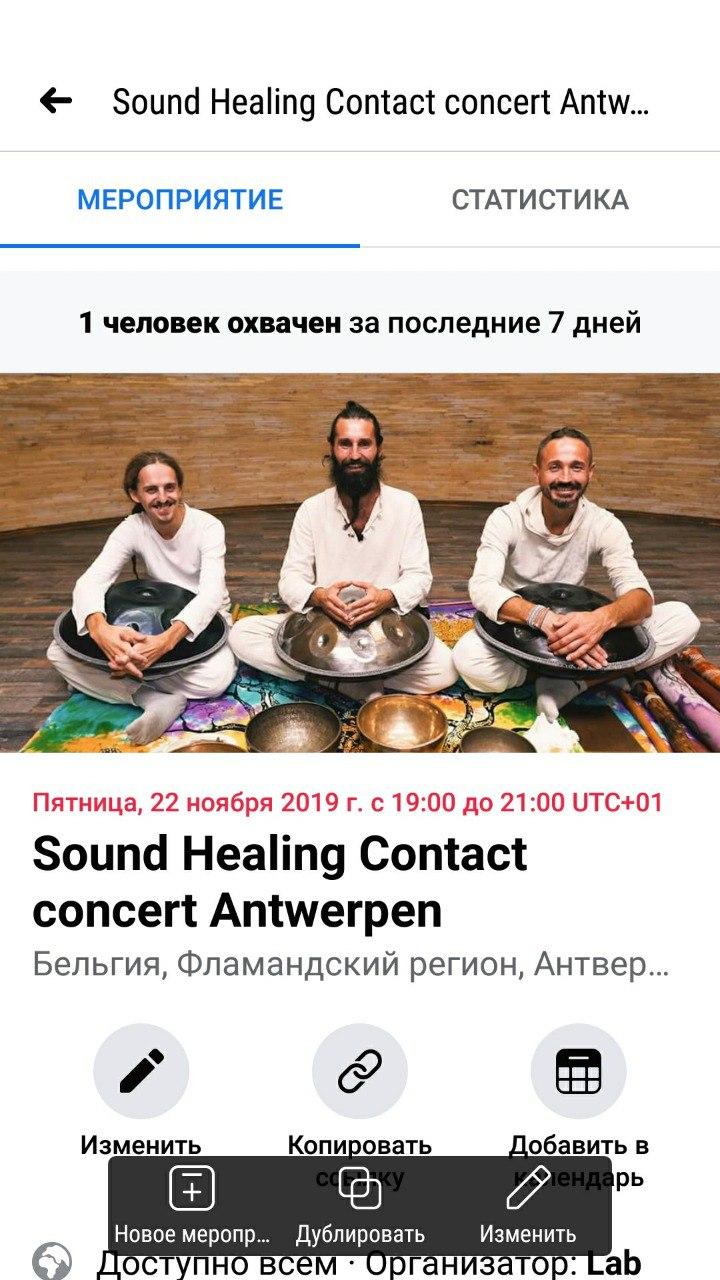 Sound Healing Contact concert Antw...
МЕРОПРИЯТИЕ
СТАТИСТИКА
1 человек охвачен за последние 7 дней
Пятница, 22 ноября 2019 г. с 19:00 до 21:00 UTC+01
Sound Healing Contact
concert Antwerpen
Бельгия, Фламандский регион, Антвер...
Изменить
Копировать
ссылку
Добавить в
календарь
Новое меропр...
Дублировать
Изменить
Доступно всем · Организатор: Lab